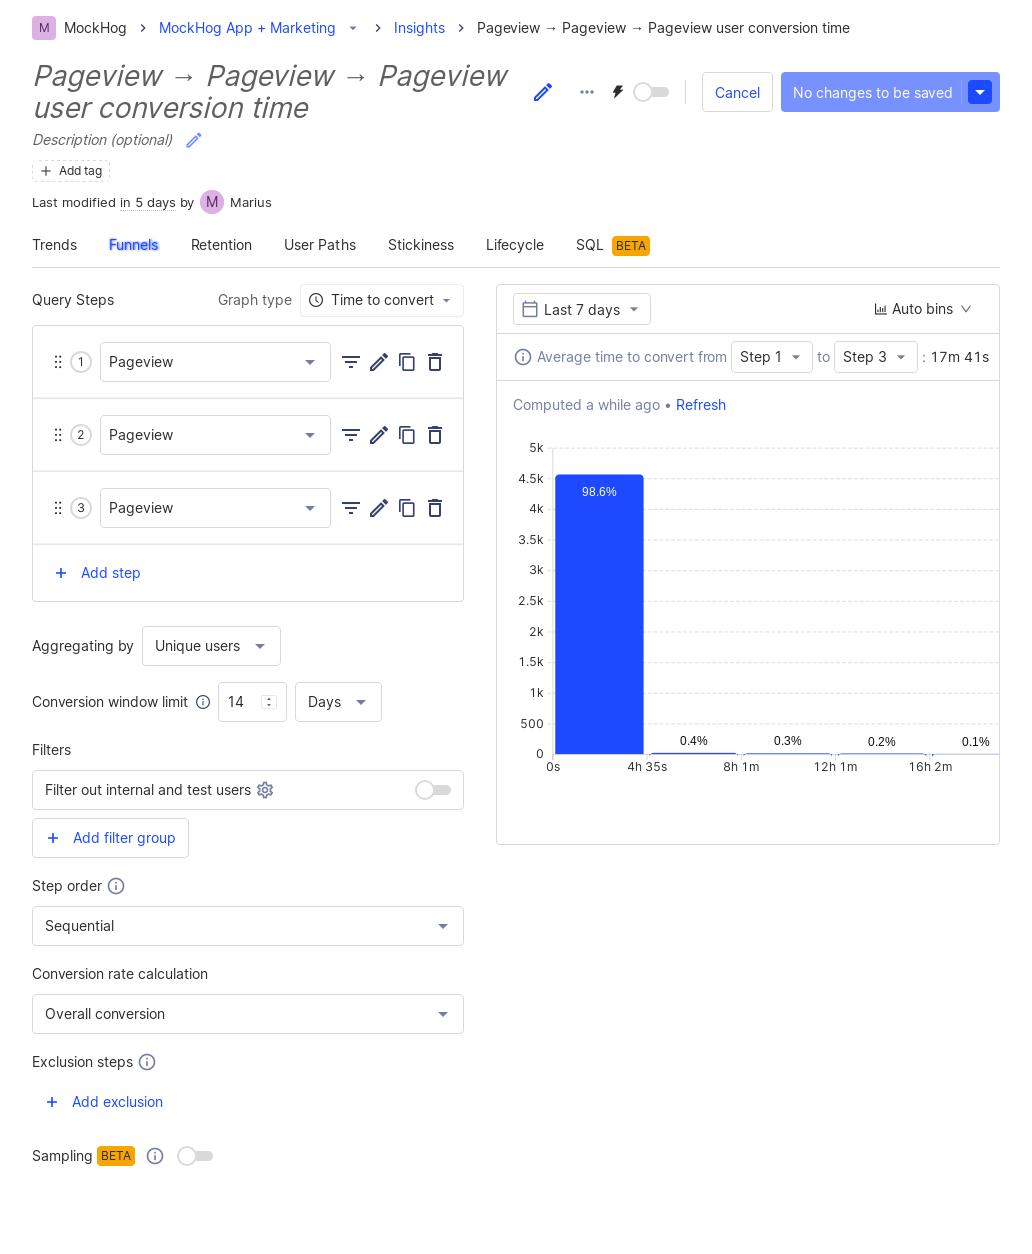 M MockHog > MockHog App + Marketing > Insights > Pageview → Pageview → Pageview user conversion time
Pageview → Pageview → Pageview
user conversion time
Cancel
No changes to be saved
Description (optional)
+ Add tag
Last modified in 5 days by M Marius
Trends Funnels Retention User Paths Stickiness Lifecycle SQL BETA
Query Steps
Graph type Time to convert
1 Pageview
2 Pageview
3 Pageview
+ Add step
Aggregating by Unique users
Conversion window limit 14 Days
Filters
Filter out internal and test users
+ Add filter group
Step order
Sequential
Conversion rate calculation
Overall conversion
Exclusion steps
+ Add exclusion
Sampling BETA
Last 7 days
Auto bins
Average time to convert from Step 1 to Step 3 : 17m 41s
Computed a while ago • Refresh
5k
4.5k
4k
3.5k
3k
2.5k
2k
1.5k
1k
500
0
98.6% 0.4% 0.3% 0.2% 0.1%
0s 4h 35s 8h 1m 12h 1m 16h 2m